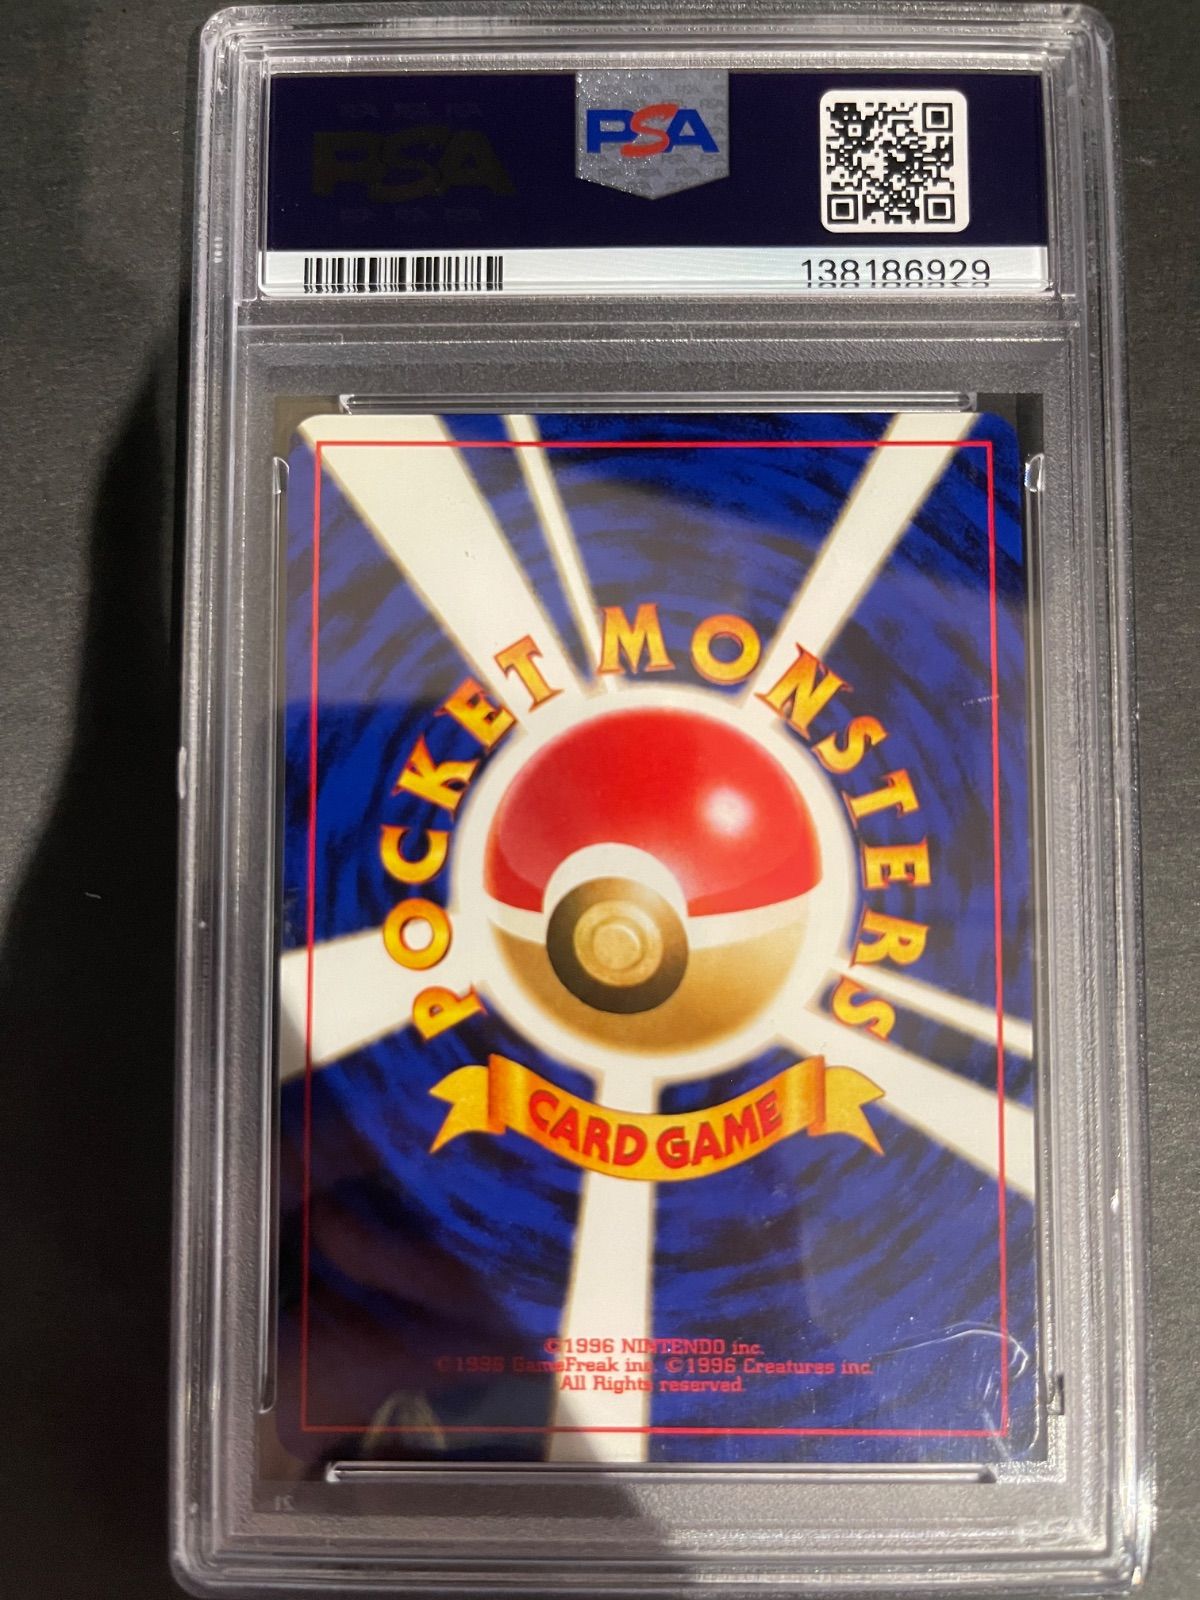 PSA
PSA
138186929
POCKET MONSTERS
CARD GAME
©1996 NINTENDO inc.
©1996 GameFreak inc. ©1996 Creatures inc.
All Rights reserved.